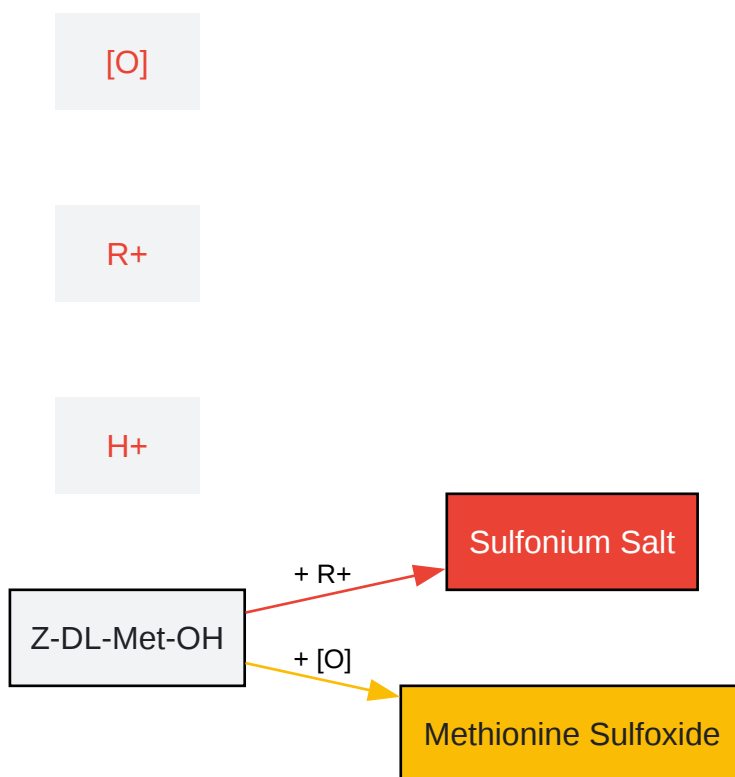 [O]
R+
H+
Sulfonium Salt
+ R+
Z-DL-Met-OH
+ [O]
Methionine Sulfoxide